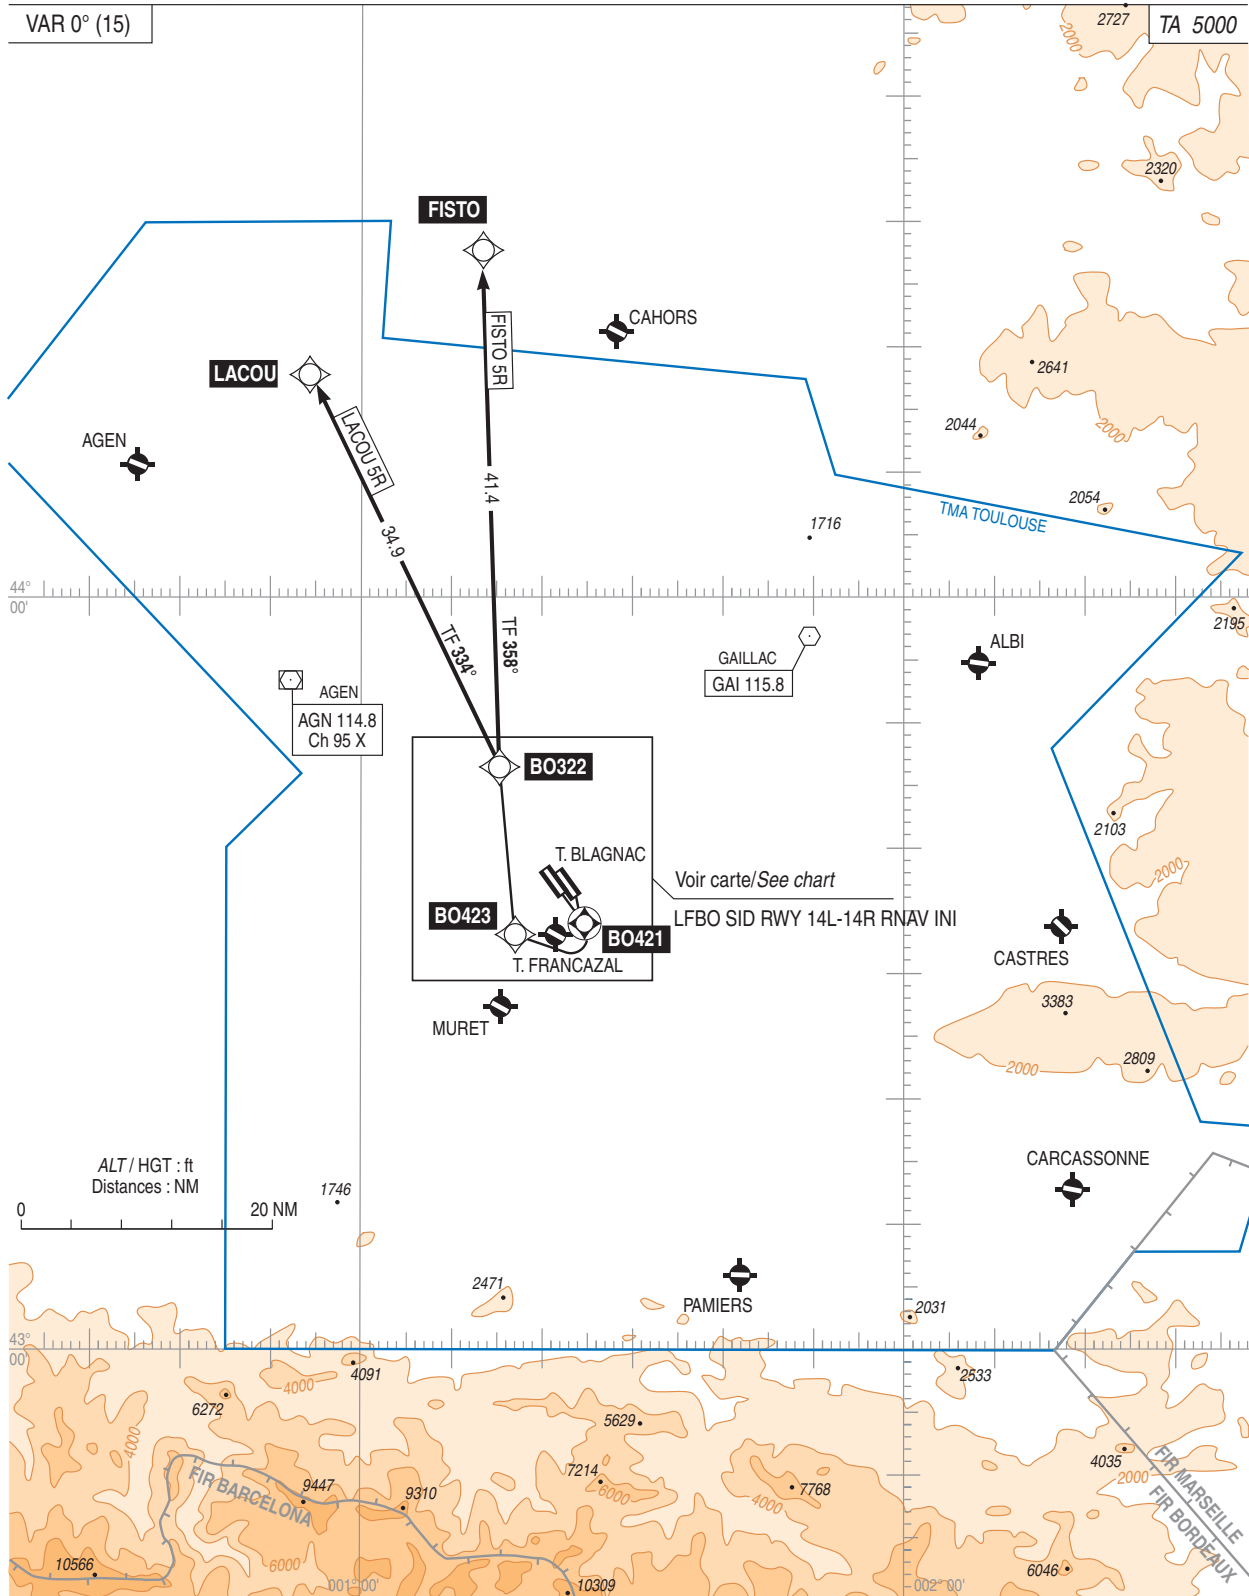 VAR 0° (15)
2727
TA 5000
2000
2320
FISTO
CAHORS
FISTO 5R
LACOU
2641
LACOU 5R
2044
2000
AGEN
41.4
2054
TMA TOULOUSE
1716
34.9
44°
00'
2195
TF 334°
TF 358°
ALBI
GAILLAC
GAI 115.8
AGEN
AGN 114.8
Ch 95 X
BO322
2103
T. BLAGNAC
2000
Voir carte/See chart
BO423
LFBO SID RWY 14L-14R RNAV INI
BO421
T. FRANCAZAL
CASTRES
3383
MURET
2809
2000
CARCASSONNE
ALT / HGT : ft
Distances : NM
1746
0
20 NM
2471
PAMIERS
2031
43°
00'
4091
2533
4000
6272
5629
4000
4035
2000
FIR MARSEILLE
FIR BORDEAUX
7214
6000
7768
4000
FIR BARCELONA
9447
9310
6000
10566
6046
001° 00'
10309
002° 00'